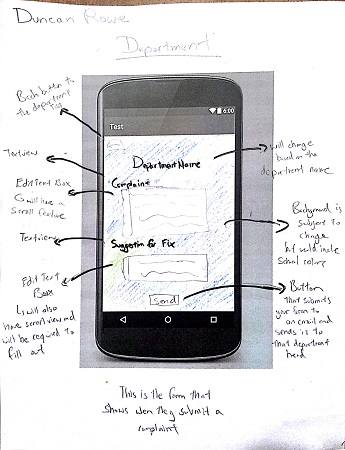 Duncan Rowe
Department
Back button to
the department
6:00
Test
Department Name
will change
based on the
department name
Textview
Complaint
Edit Text Box
will have a
Scroll feature
Background is
subject to
change
but would include
School colors
Textview
Suggestion for Fix
Edit Text
Box
will also
have scrollview and
will be required to
fill out
Send
Button
that submits
your form to
an email and
sends it to
that department
head
This is the form that
shows when they submit a
complaint